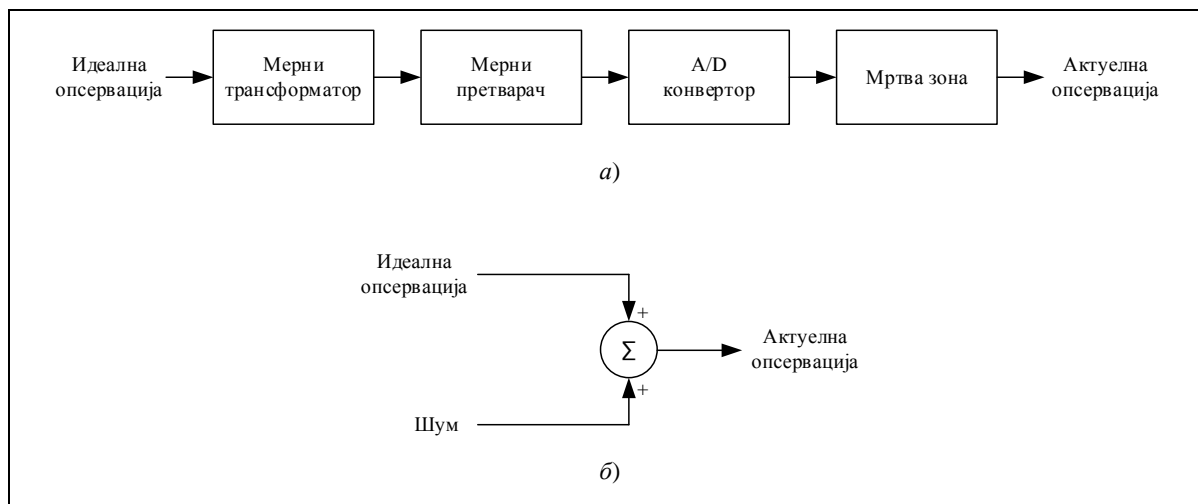 Идеална
опсервација
Мерни
трансформатор
Мерни
претварач
A/D
конвертор
Мртва зона
Актуелна
опсервација
а)
Идеална
опсервација
+
Σ
Актуелна
опсервација
+
Шум
б)